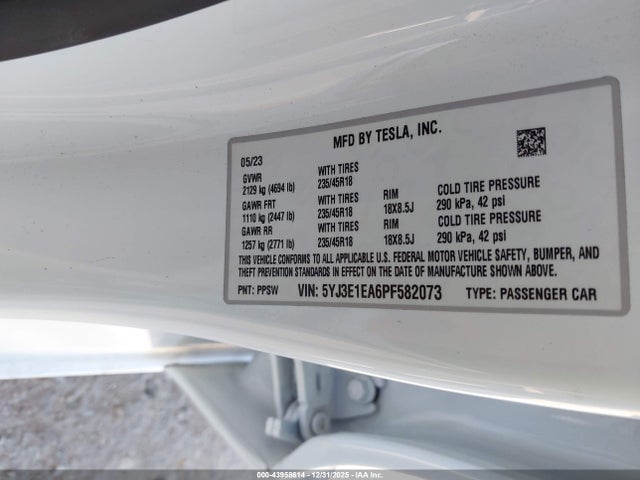 MFD BY TESLA, INC.
05/23
GVWR WITH TIRES
2129 kg (4694 lb) 235/45R18
GAWR FRT WITH TIRES RIM COLD TIRE PRESSURE
1110 kg (2447 lb) 235/45R18 18X8.5J 290 kPa, 42 psi
GAWR RR WITH TIRES RIM COLD TIRE PRESSURE
1257 kg (2771 lb) 235/45R18 18X8.5J 290 kPa, 42 psi
THIS VEHICLE CONFORMS TO ALL APPLICABLE U.S. FEDERAL MOTOR VEHICLE SAFETY, BUMPER, AND
THEFT PREVENTION STANDARDS IN EFFECT ON THE DATE OF MANUFACTURE SHOWN ABOVE.
PNT: PPSW VIN: 5YJ3E1EA6PF582073 TYPE: PASSENGER CAR
000-43958614 - 12/31/2025 - IAAI.COM